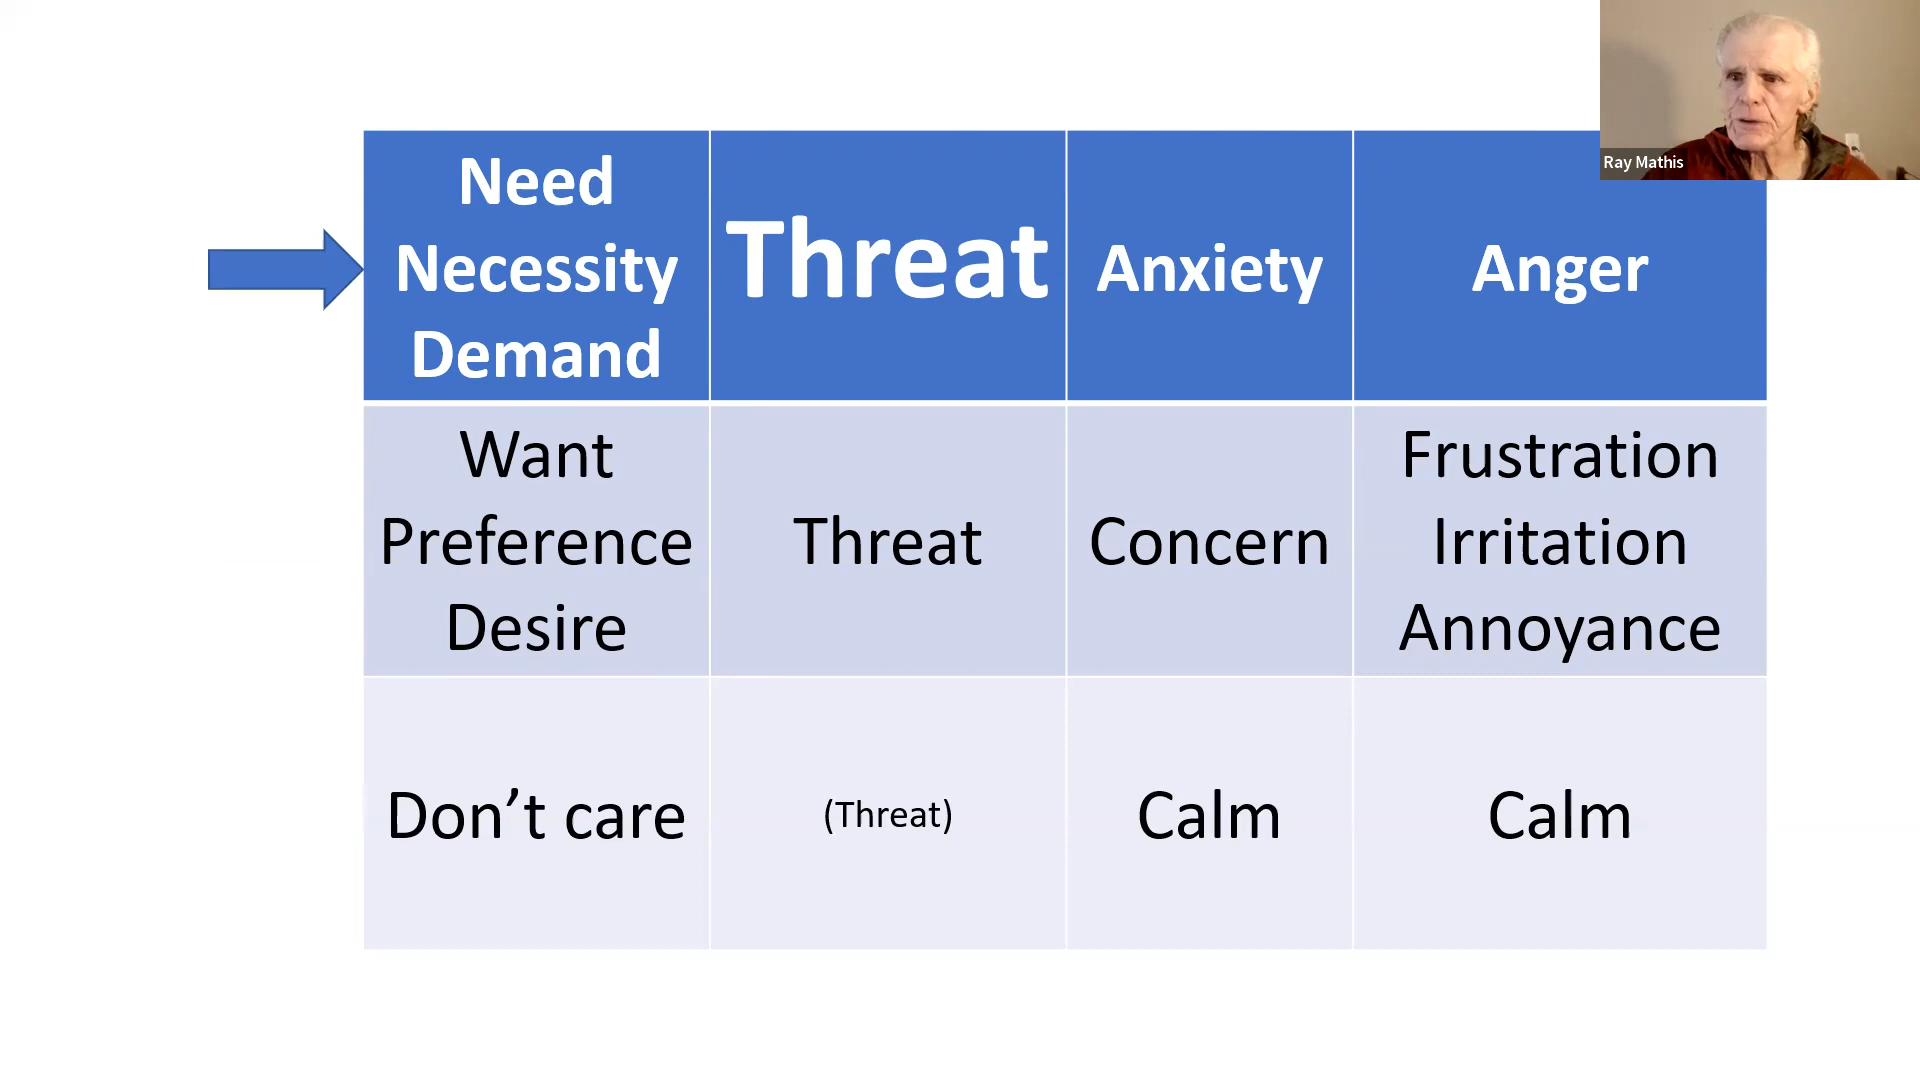 Ray Mathis
Need
Necessity
Demand
Threat
Anxiety
Anger
Want
Preference
Desire
Threat
Concern
Frustration
Irritation
Annoyance
Don’t care
(Threat)
Calm
Calm